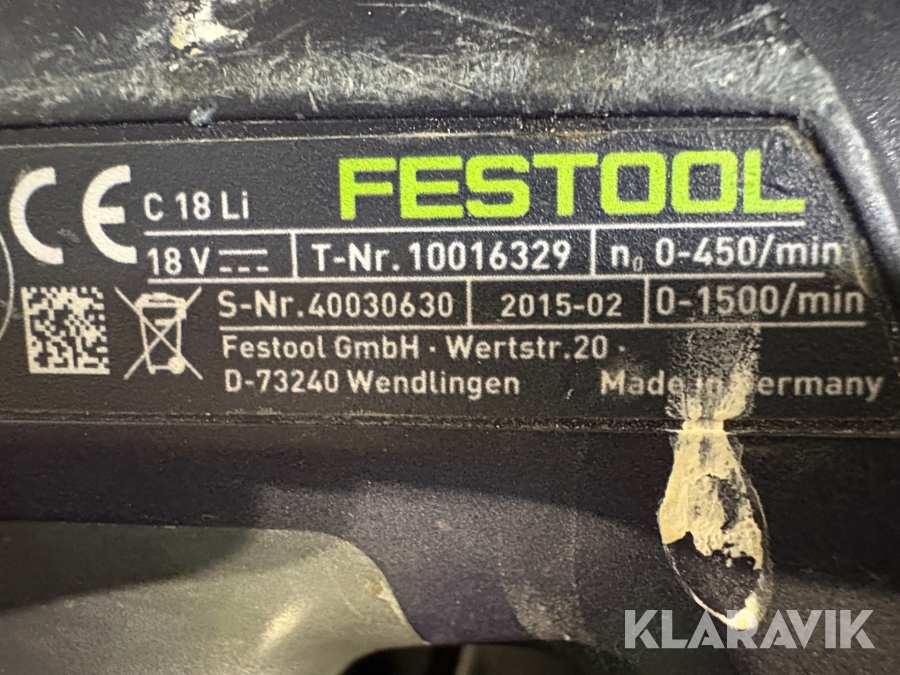 CE C 18 Li FESTOOL
18 V T-Nr. 10016329 n₀ 0-450/min
S-Nr. 40030630 2015-02 0-1500/min
Festool GmbH · Wertstr.20 ·
D-73240 Wendlingen Made in Germany
KLARAVIK